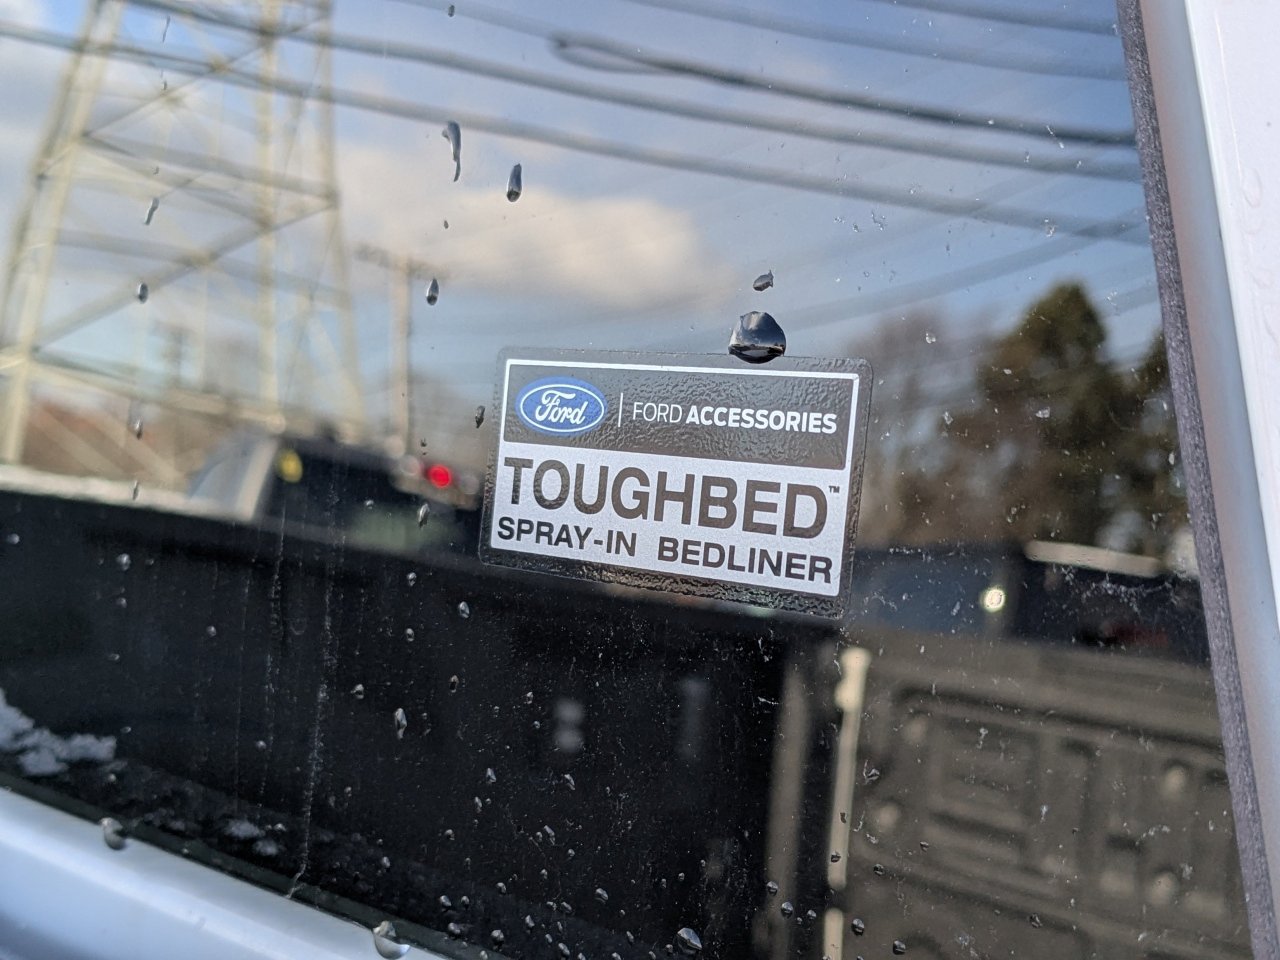 Ford | FORD ACCESSORIES
TOUGHBED™
SPRAY-IN BEDLINER